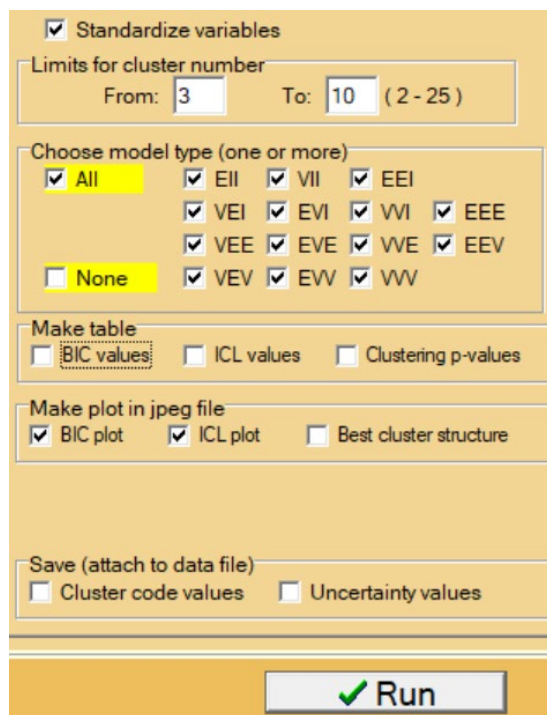 Standardize variables
Limits for cluster number
From: 3 To: 10 ( 2 - 25 )
Choose model type (one or more)
All EII VII EEI
VEI EVI VVI EEE
VEE EVE VVE EEV
None VEV EVV VVV
Make table
BIC values ICL values Clustering p-values
Make plot in jpeg file
BIC plot ICL plot Best cluster structure
Save (attach to data file)
Cluster code values Uncertainty values
Run